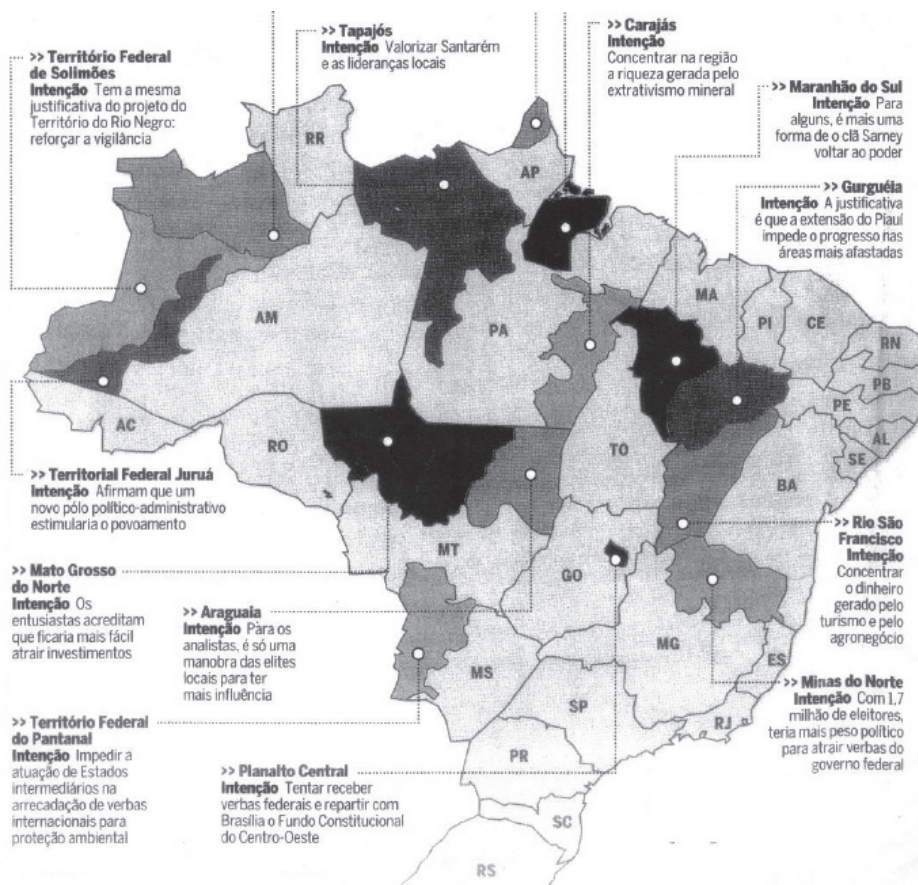 >> Tapajós
Intenção Valorizar Santarém
e as lideranças locais
>> Carajás
Intenção
Concentrar na região
a riqueza gerada pelo
extrativismo mineral
>> Território Federal
de Solimões
Intenção Tem a mesma
justificativa do projeto do
Território do Rio Negro:
reforçar a vigilância
>> Maranhão do Sul
Intenção Para
alguns, é mais uma
forma de o clã Sarney
voltar ao poder
>> Gurguéia
Intenção A justificativa
é que a extensão do Piauí
impede o progresso nas
áreas mais afastadas
RR
AP
AM
PA
MA
PI
CE
RN
PB
PE
AL
SE
AC
RO
TO
BA
MT
GO
MG
ES
MS
SP
RJ
PR
SC
RS
>> Territorial Federal Juruá
Intenção Afirmam que um
novo pólo político-administrativo
estimularia o povoamento
>> Rio São
Francisco
Intenção
Concentrar
o dinheiro
gerado pelo
turismo e pelo
agronegócio
>> Mato Grosso
do Norte
Intenção Os
entusiastas acreditam
que ficaria mais fácil
atrair investimentos
>> Araguaia
Intenção Para os
analistas, é só uma
manobra das elites
locais para ter
mais influência
>> Minas do Norte
Intenção Com 1,7
milhão de eleitores,
teria mais peso político
para atrair verbas do
governo federal
>> Território Federal
do Pantanal
Intenção Impedir a
atuação de Estados
intermediários na
arrecadação de verbas
internacionais para
proteção ambiental
>> Planalto Central
Intenção Tentar receber
verbas federais e repartir com
Brasília o Fundo Constitucional
do Centro-Oeste